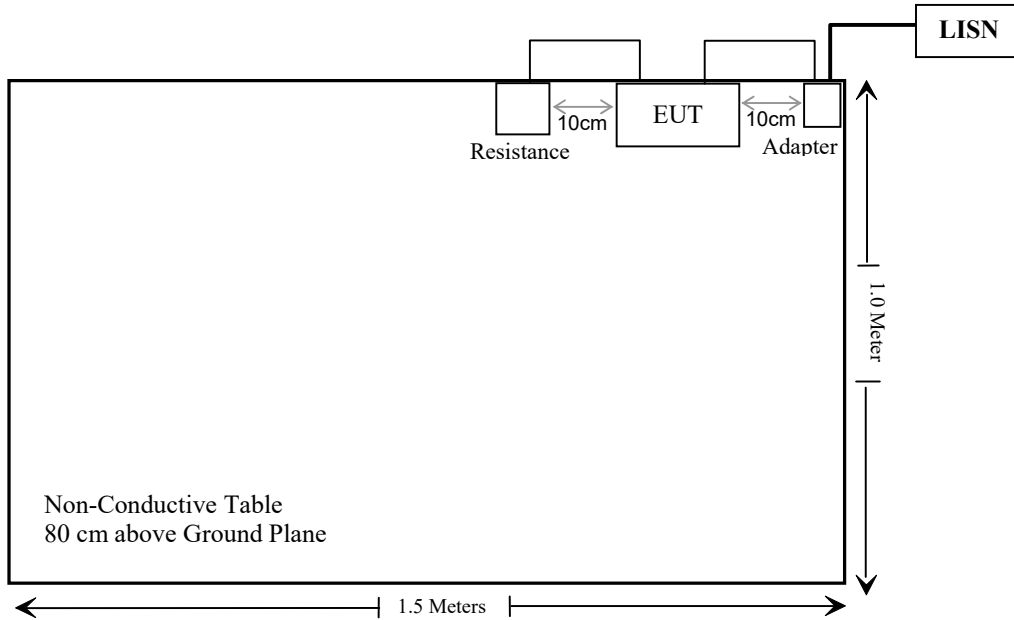 LISN
EUT
10cm
10cm
Resistance
Adapter
1.0 Meter
Non-Conductive Table
80 cm above Ground Plane
1.5 Meters